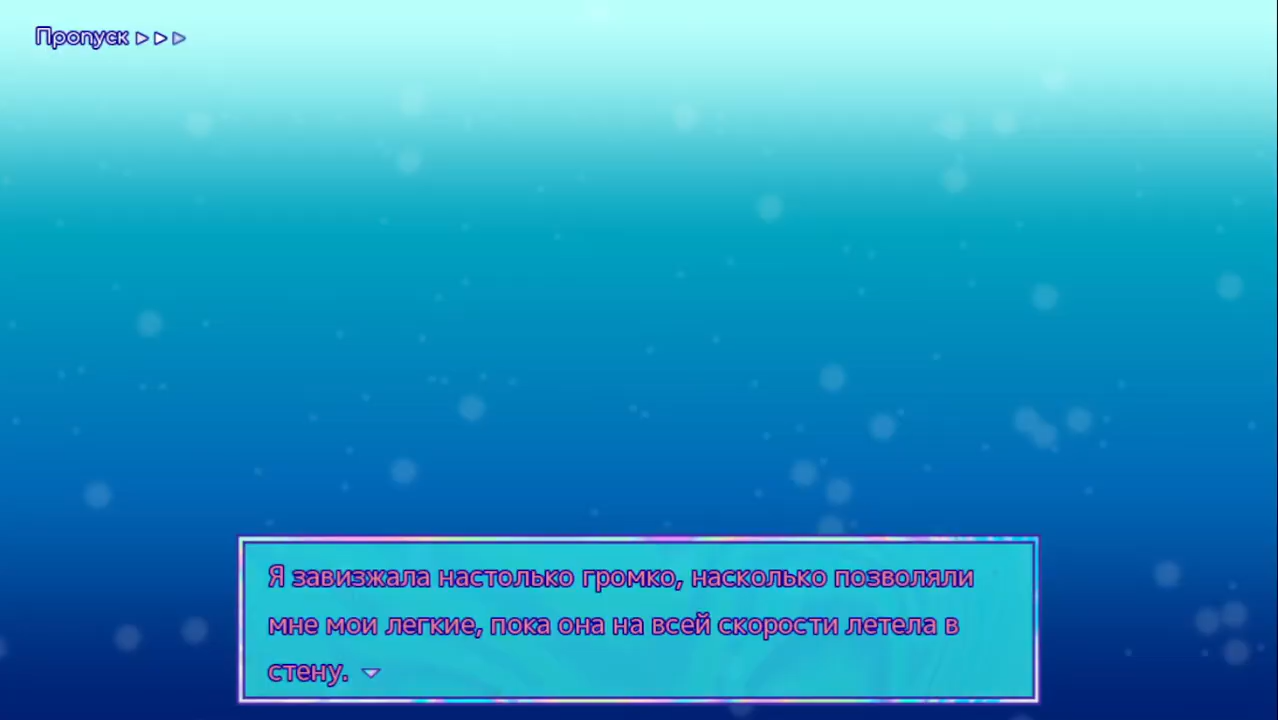 Пропуск
Я завизжала настолько громко, насколько позволяли
мне мои легкие, пока она на всей скорости летела в
стену.